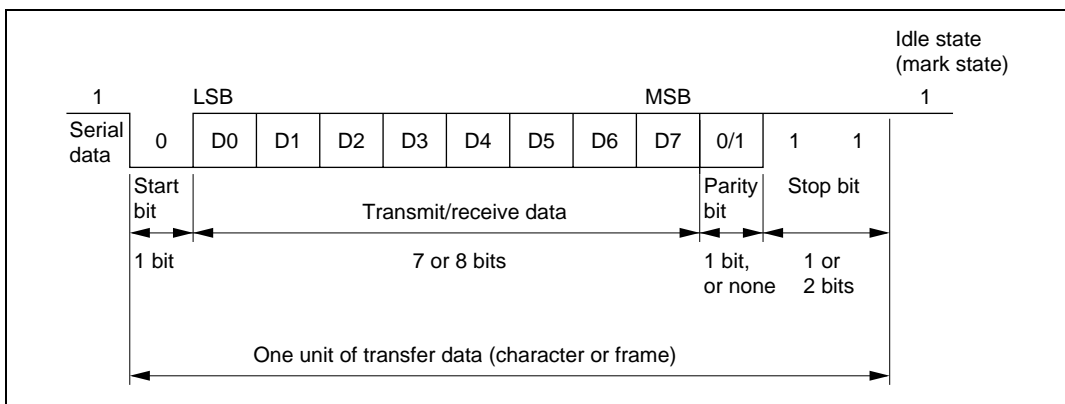 Idle state
(mark state)
1 LSB MSB 1
Serial
data
0 D0 D1 D2 D3 D4 D5 D6 D7 0/1 1 1
Start
bit
Transmit/receive data
Parity
bit
Stop bit
1 bit
7 or 8 bits
1 bit,
or none
1 or
2 bits
One unit of transfer data (character or frame)